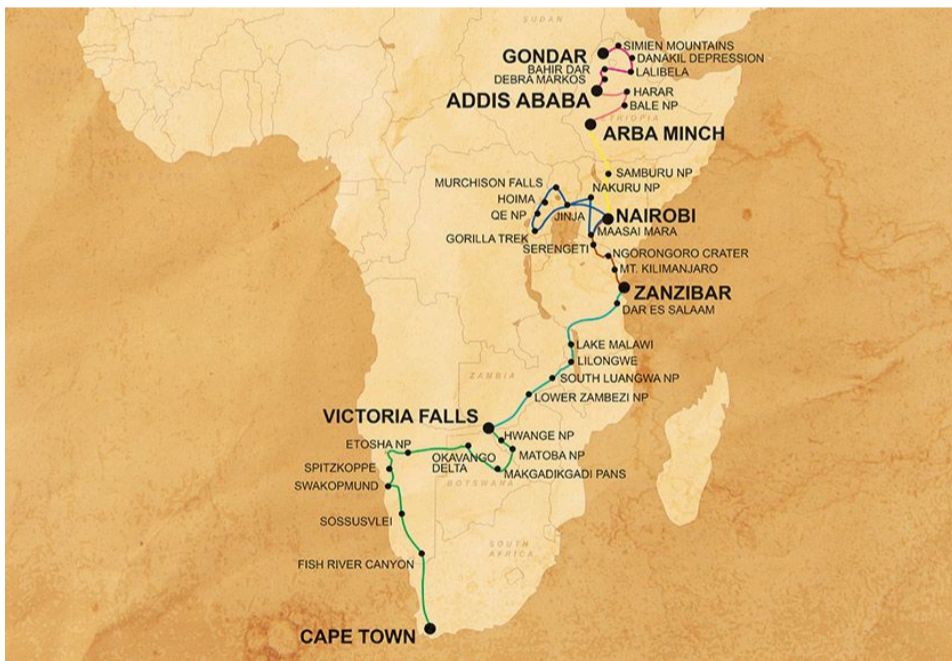 SUDAN
SIMIEN MOUNTAINS
GONDAR
DANAKIL DEPRESSION
BAHIR DAR
LALIBELA
DEBRA MARKOS
HARAR
ADDIS ABABA
BALE NP
ETHIOPIA
ARBA MINCH
SAMBURU NP
MURCHISON FALLS
NAKURU NP
HOIMA
QE NP
JINJA
NAIROBI
GORILLA TREK
MAASAI MARA
SERENGETI
NGORONGORO CRATER
MT. KILIMANJARO
ZANZIBAR
DAR ES SALAAM
LAKE MALAWI
LILONGWE
ZAMBIA
SOUTH LUANGWA NP
LOWER ZAMBEZI NP
VICTORIA FALLS
HWANGE NP
ETOSHA NP
OKAVANGO
DELTA
MATOBA NP
SPITZKOPPE
MAKGADIKGADI PANS
SWAKOPMUND
BOTSWANA
SOSSUSVLEI
SOUTH
AFRICA
FISH RIVER CANYON
CAPE TOWN